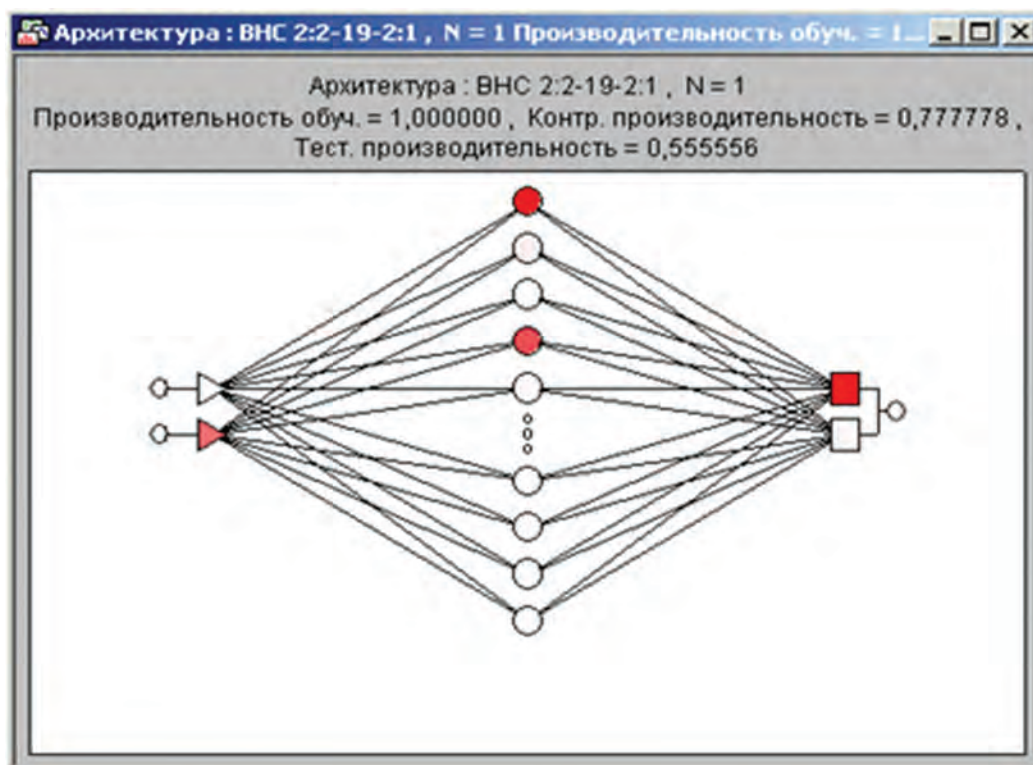 Архитектура : ВНС 2:2-19-2:1 , N = 1 Производительность обуч. = 1...
Архитектура : ВНС 2:2-19-2:1 , N = 1
Производительность обуч. = 1,000000 , Контр. производительность = 0,777778 ,
Тест. производительность = 0,555556